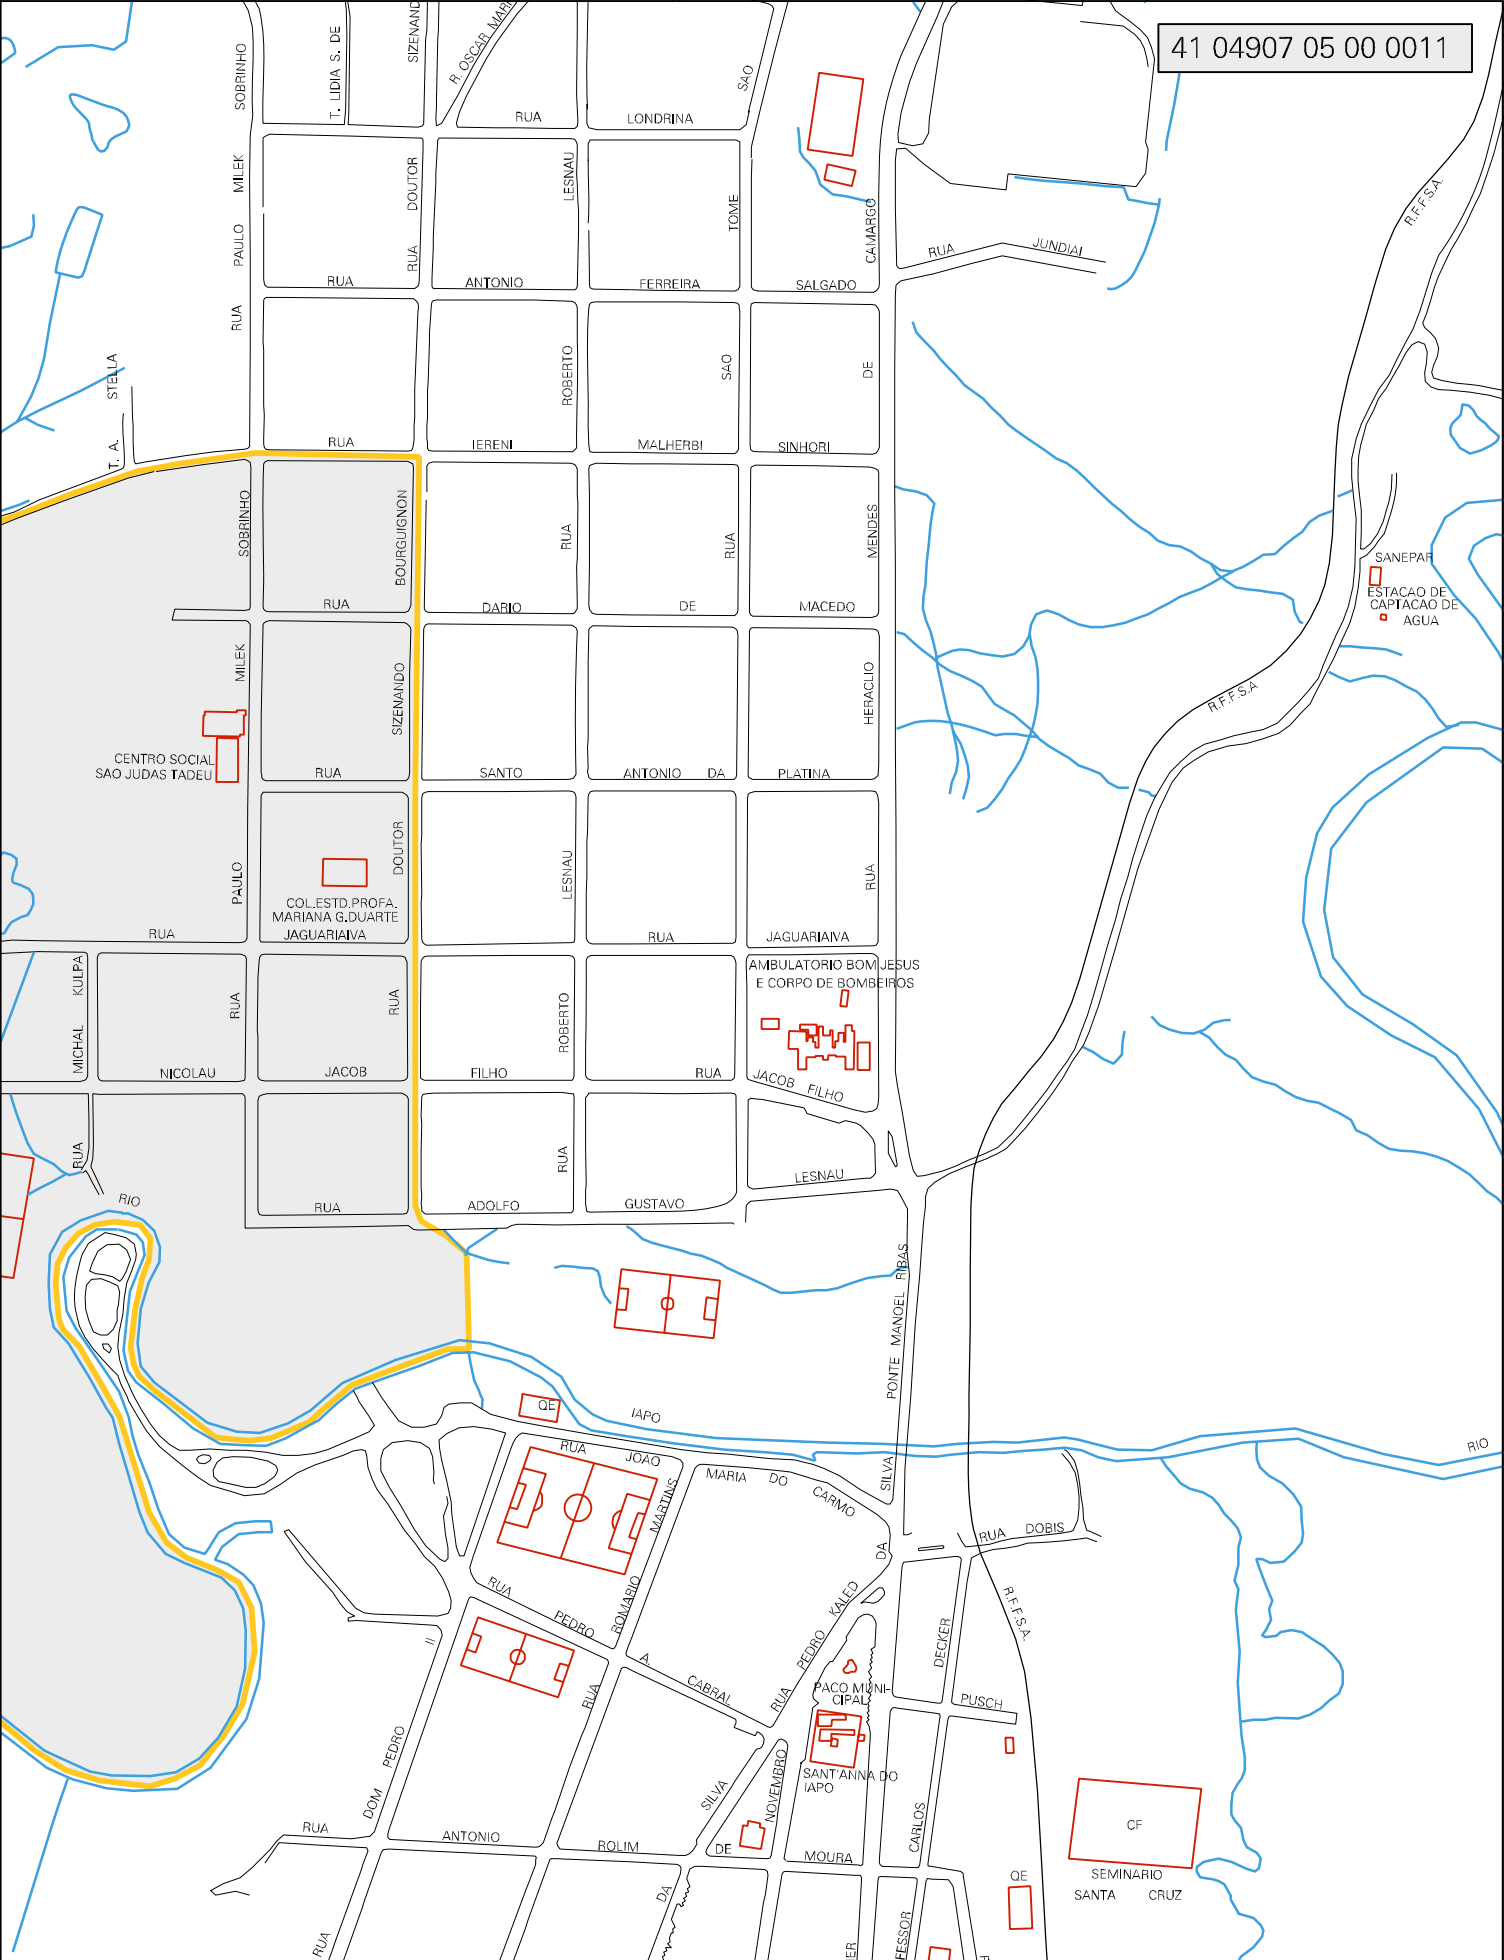 41 04907 05 00 0011
SOBRINHO
T. LIDIA S. DE
SIZENAND
R. OSCAR MARI
SAO
RUA
LONDRINA
MILEK
DOUTOR
LESNAU
TOME
CAMARGO
R.F.F.S.A.
PAULO
RUA
RUA
JUNDIAI
RUA
ANTONIO
FERREIRA
SALGADO
RUA
STELLA
T. A.
ROBERTO
SAO
DE
RUA
IERENI
MALHERBI
SINHORI
SOBRINHO
BOURGUIGNON
RUA
RUA
MENDES
SANEPAR
ESTACAO DE
CAPTACAO DE
AGUA
RUA
DARIO
DE
MACEDO
MILEK
SIZENANDO
HERACLIO
R.F.F.S.A
CENTRO SOCIAL
SAO JUDAS TADEU
RUA
SANTO
ANTONIO DA
PLATINA
PAULO
DOUTOR
LESNAU
RUA
COL.ESTD.PROFA.
MARIANA G.DUARTE
RUA
JAGUARIAIVA
RUA
JAGUARIAIVA
AMBULATORIO BOM JESUS
E CORPO DE BOMBEIROS
KULPA
MICHAL
RUA
RUA
ROBERTO
NICOLAU
JACOB
FILHO
RUA
JACOB FILHO
RUA
RUA
LESNAU
RIO
RUA
ADOLFO
GUSTAVO
PONTE MANOEL RIBAS
QE
IAPO
RIO
RUA
JOAO
MARIA
DO
CARMO
SILVA
MARTINS
DA
RUA
DOBIS
RUA
PEDRO
ROMARIO
KALED
R.F.F.S.A.
II
A.
CABRAL
PEDRO
RUA
DECKER
PACO MUNI-
CIPAL
PUSCH
RUA
PEDRO
DOM
SILVA
NOVEMBRO
SANT'ANNA DO
IAPO
CARLOS
RUA
ANTONIO
ROLIM
DE
MOURA
CF
SEMINARIO
SANTA CRUZ
QE
DA
RUA
ER
FESSOR